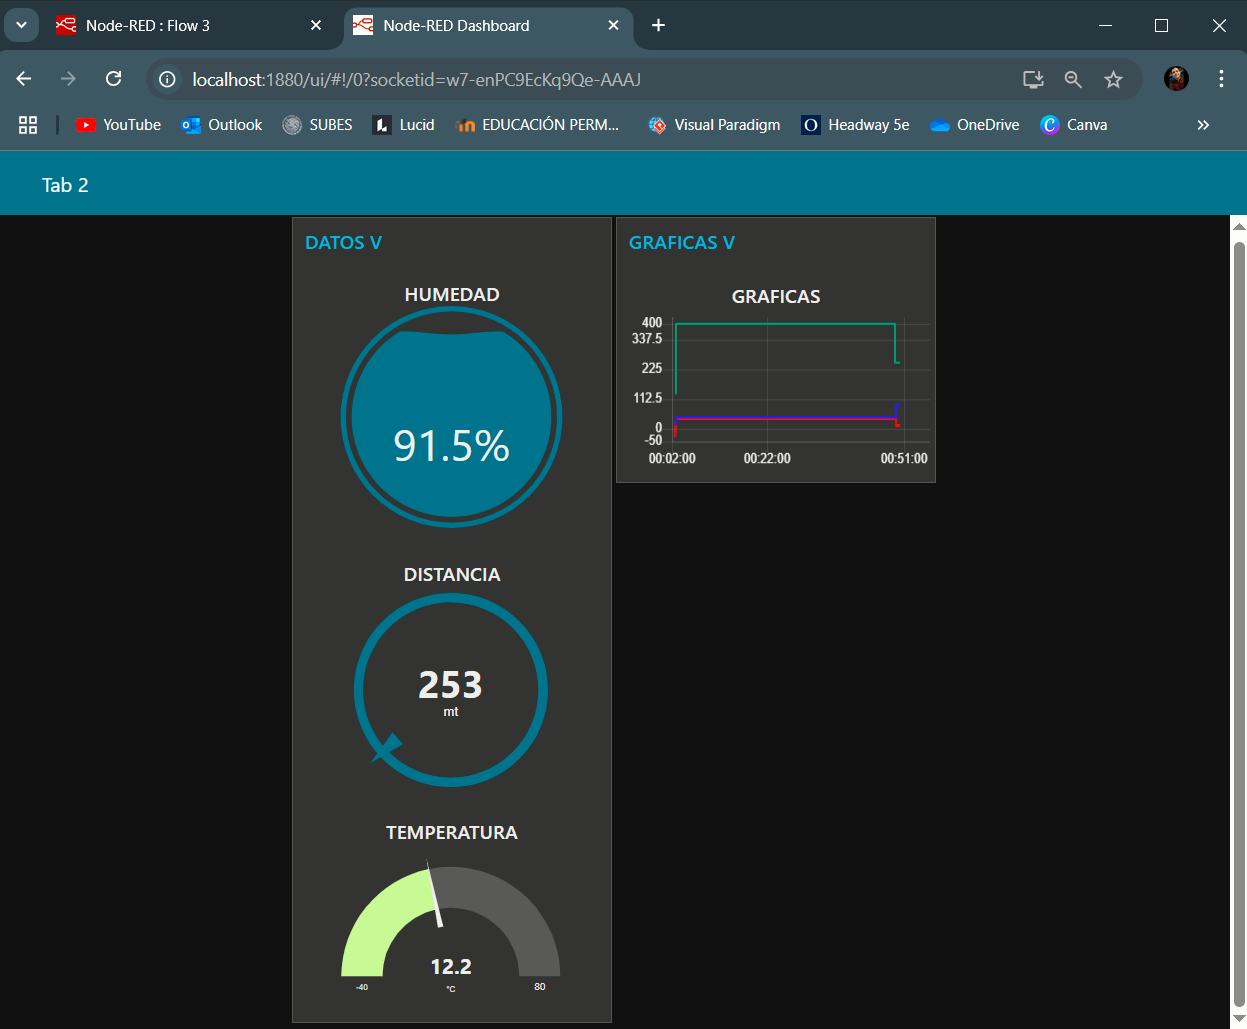 Node-RED : Flow 3
Node-RED Dashboard
localhost:1880/ui/#!/0?socketid=w7-enPC9EcKq9Qe-AAAJ
YouTube Outlook SUBES Lucid EDUCACIÓN PERM... Visual Paradigm Headway 5e OneDrive Canva
Tab 2
DATOS V
HUMEDAD
91.5%
DISTANCIA
253
mt
TEMPERATURA
12.2
-40 °C 80
GRAFICAS V
GRAFICAS
400
337.5
225
112.5
0
-50
00:02:00 00:22:00 00:51:00